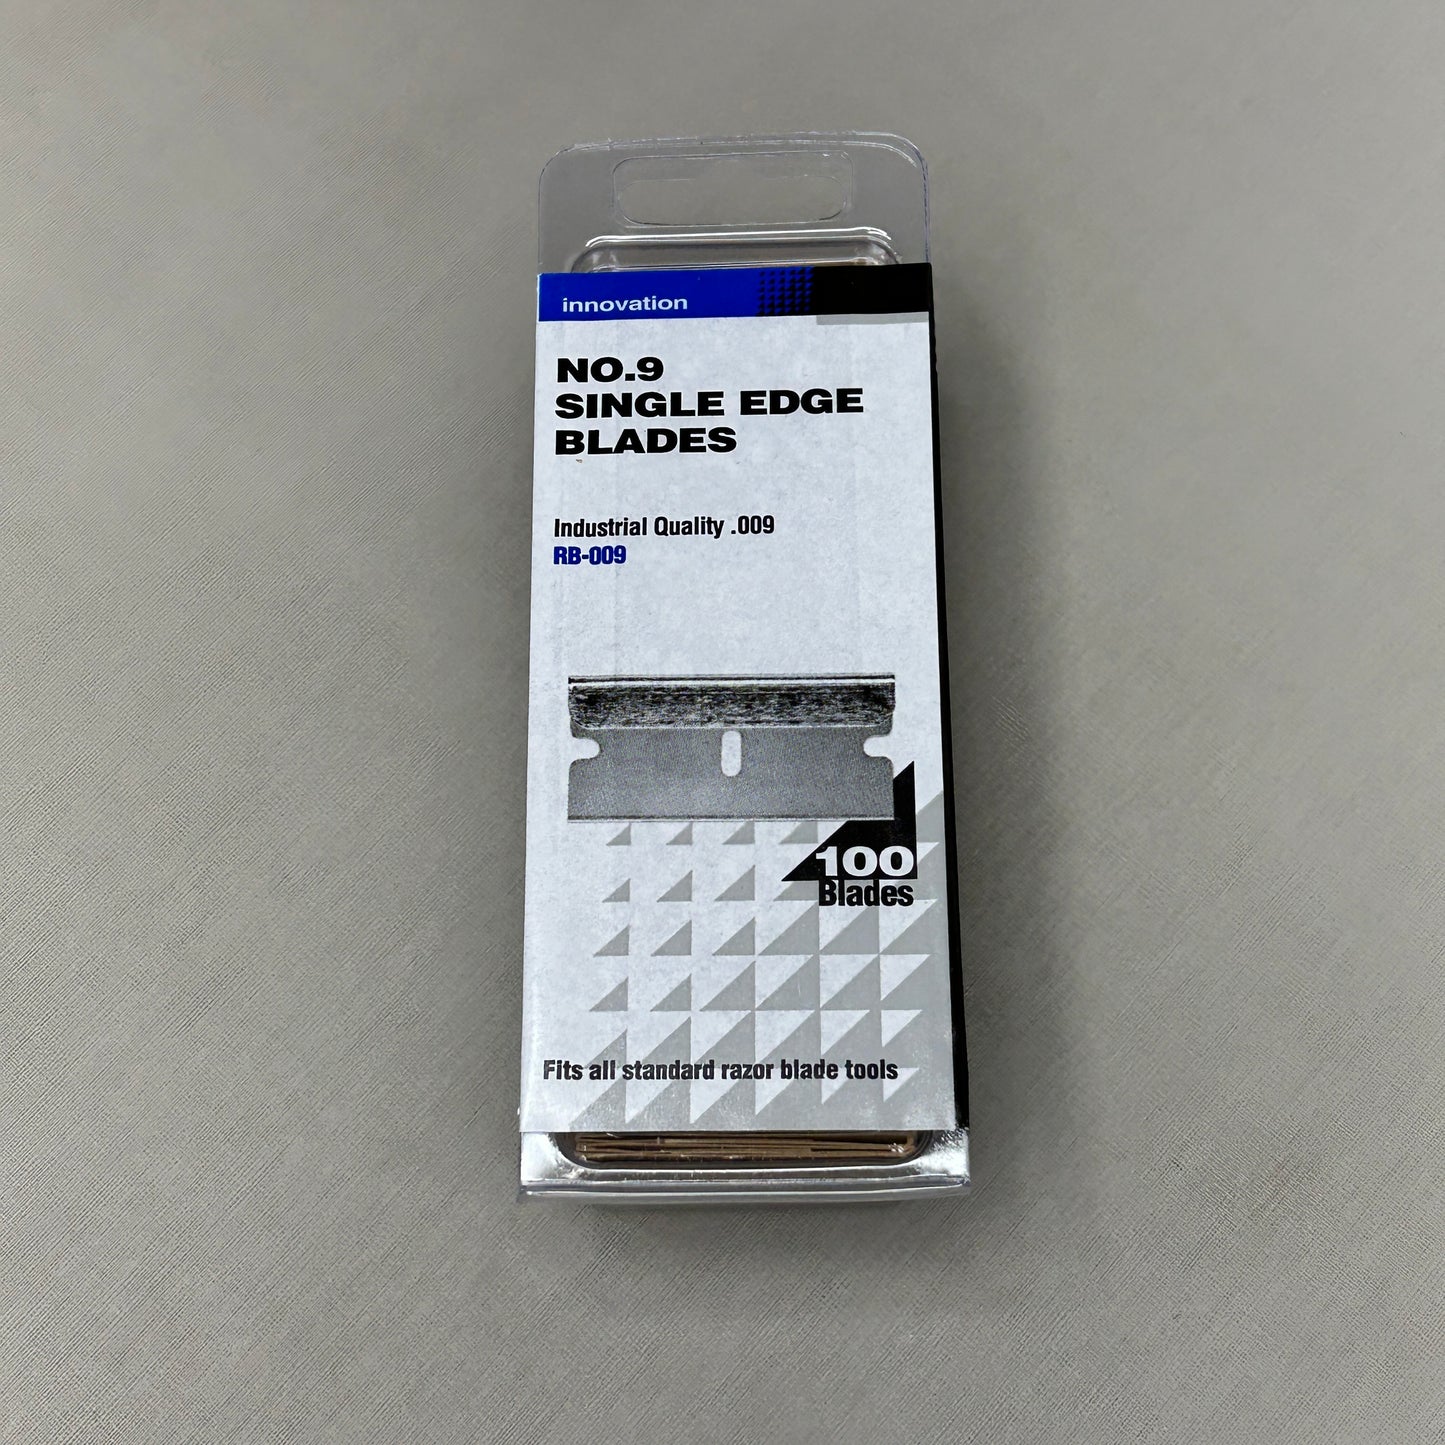 innovation
NO.9
SINGLE EDGE
BLADES
Industrial Quality .009
RB-009
100
Blades
Fits all standard razor blade tools